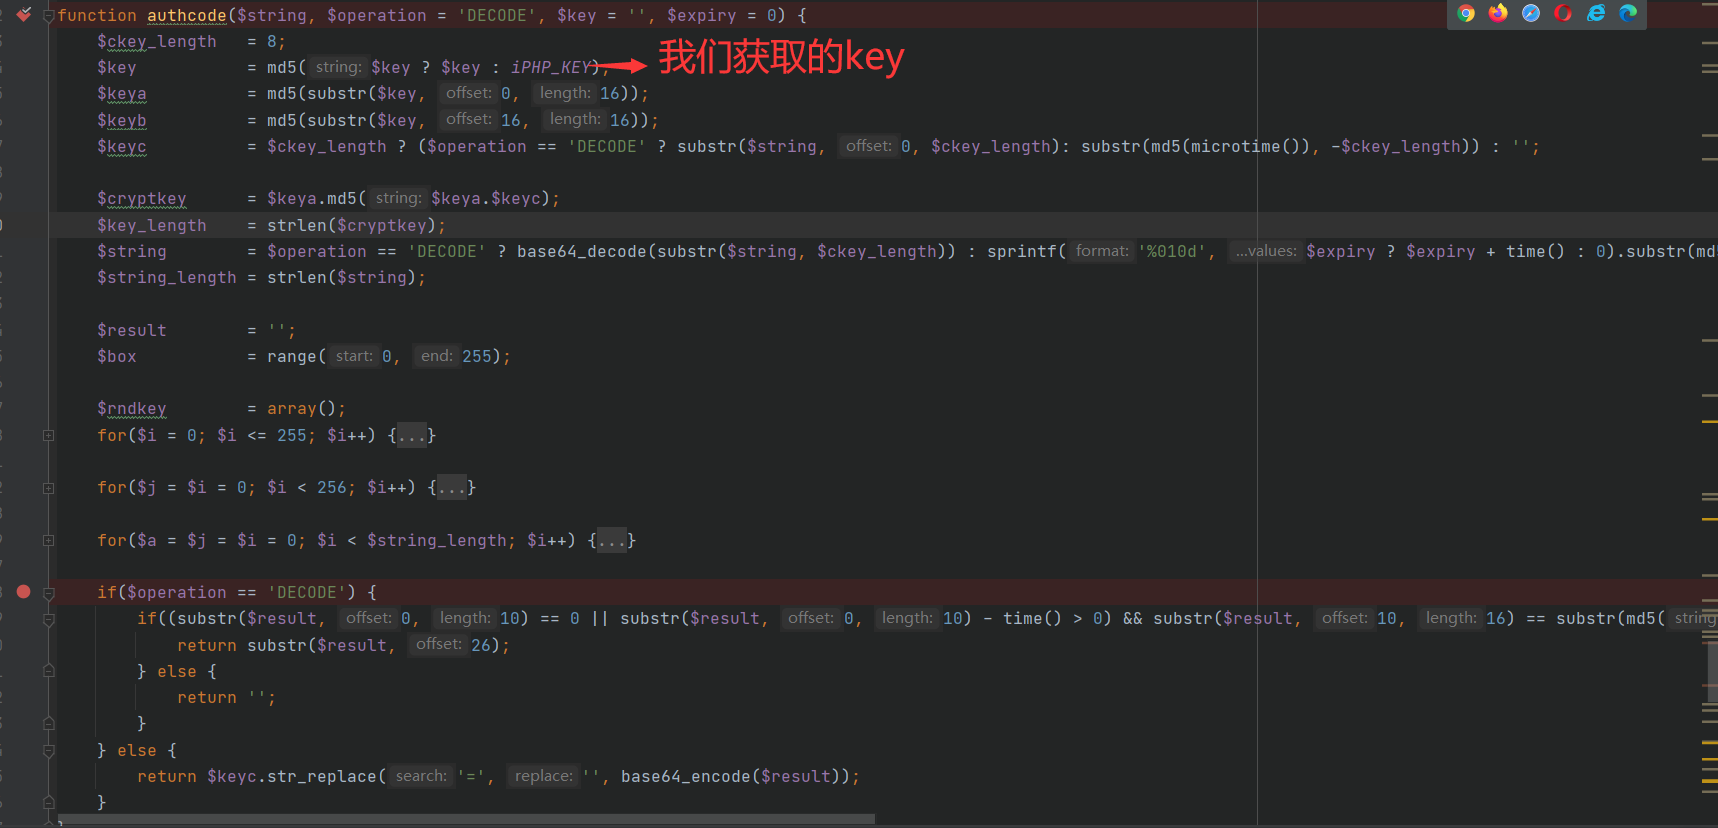 function authcode($string, $operation = 'DECODE', $key = '', $expiry = 0) {
$ckey_length = 8;
$key = md5( string: $key ? $key : iPHP_KEY);
我们获取的key
$keya = md5(substr($key, offset: 0, length: 16));
$keyb = md5(substr($key, offset: 16, length: 16));
$keyc = $ckey_length ? ($operation == 'DECODE' ? substr($string, offset: 0, $ckey_length): substr(md5(microtime()), -$ckey_length)) : '';
$cryptkey = $keya.md5( string: $keya.$keyc);
$key_length = strlen($cryptkey);
$string = $operation == 'DECODE' ? base64_decode(substr($string, $ckey_length)) : sprintf( format: '%010d', ...values: $expiry ? $expiry + time() : 0).substr(md5
$string_length = strlen($string);
$result = '';
$box = range( start: 0, end: 255);
$rndkey = array();
for($i = 0; $i <= 255; $i++) {...}
for($j = $i = 0; $i < 256; $i++) {...}
for($a = $j = $i = 0; $i < $string_length; $i++) {...}
if($operation == 'DECODE') {
if((substr($result, offset: 0, length: 10) == 0 || substr($result, offset: 0, length: 10) - time() > 0) && substr($result, offset: 10, length: 16) == substr(md5( string
return substr($result, offset: 26);
} else {
return '';
}
} else {
return $keyc.str_replace( search: '=', replace: '', base64_encode($result));
}